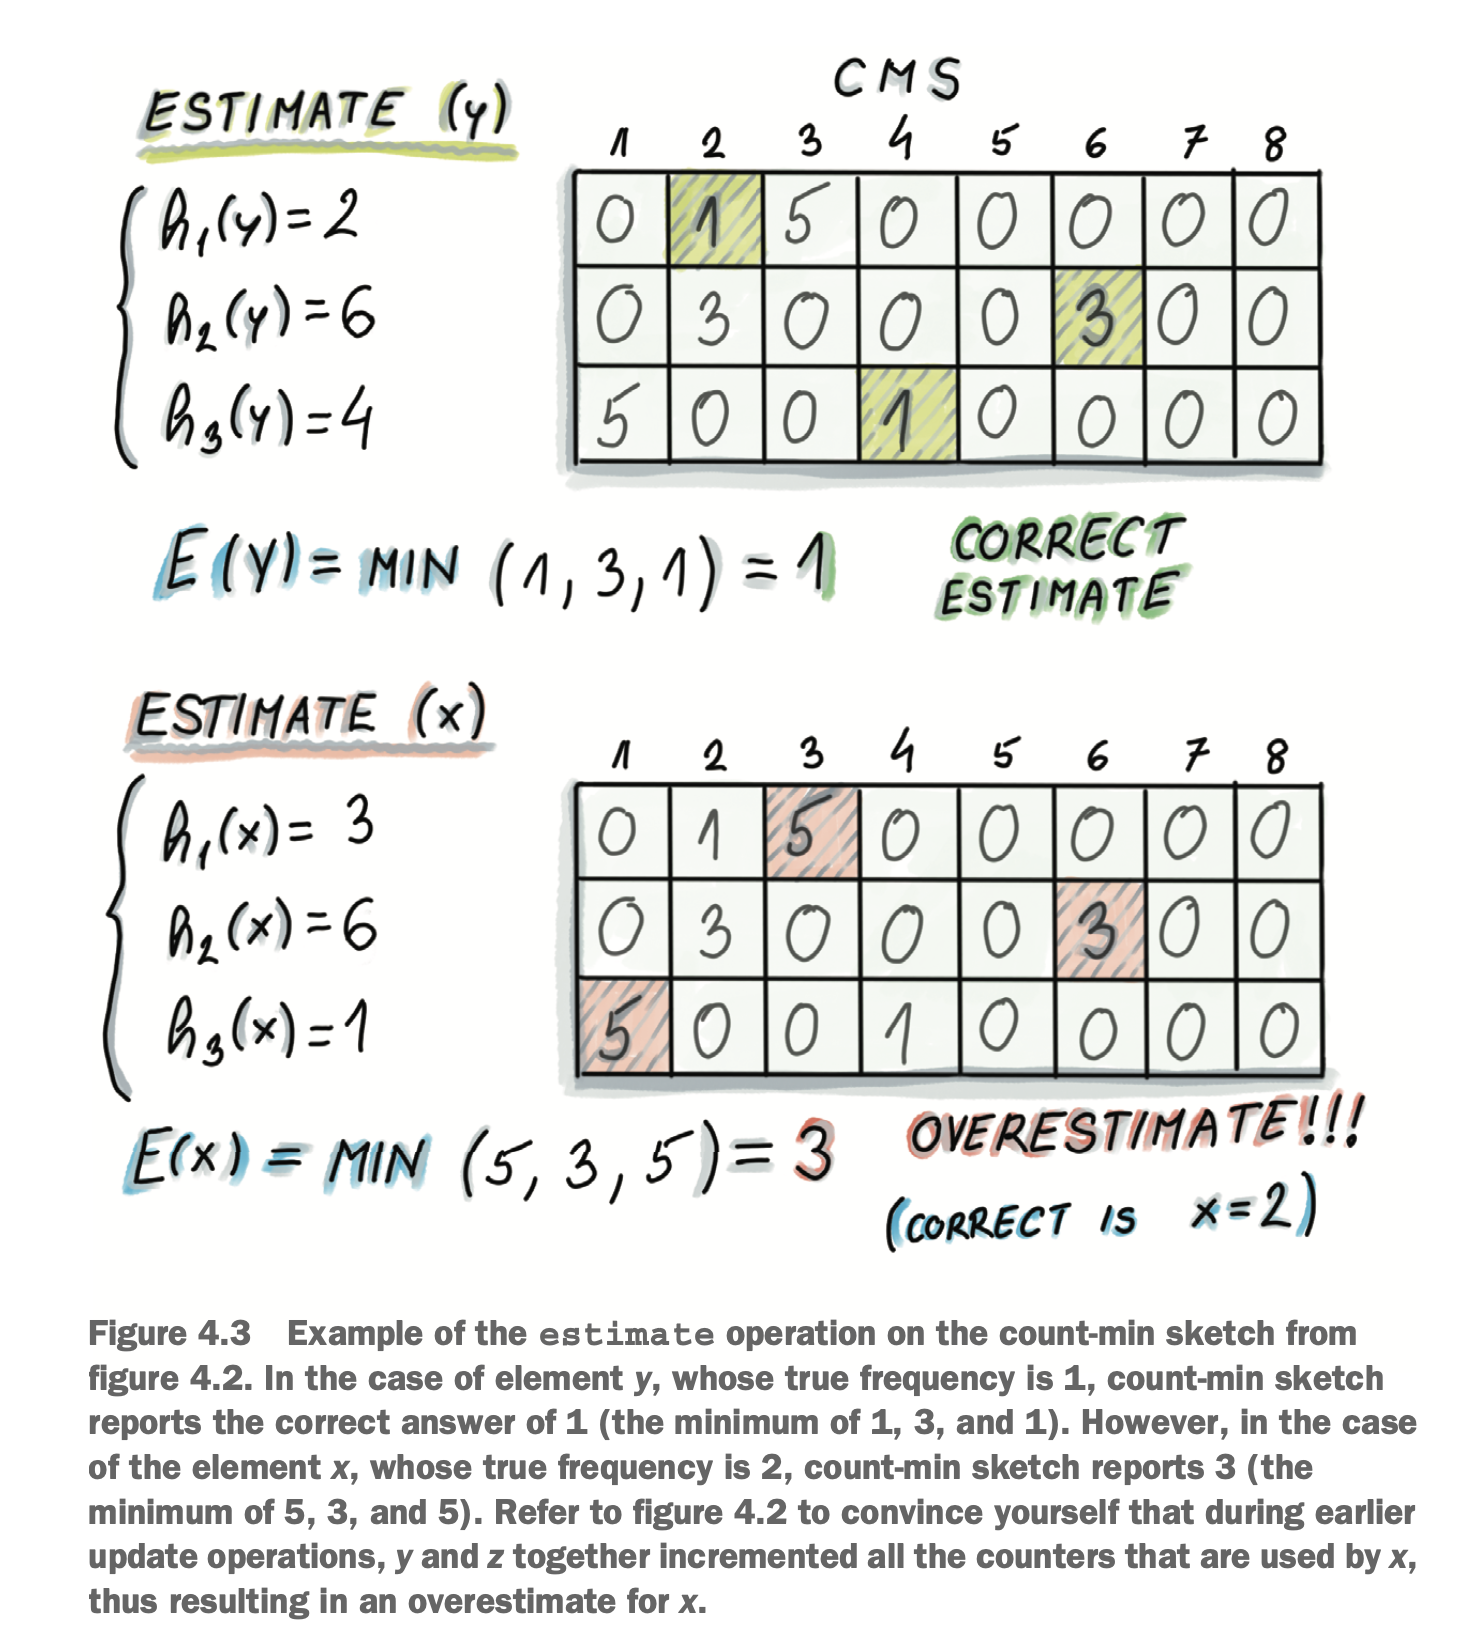 CMS
ESTIMATE (y)
1 2 3 4 5 6 7 8
h1(y)=2
0 1 5 0 0 0 0 0
h2(y)=6
0 3 0 0 0 3 0 0
h3(y)=4
5 0 0 1 0 0 0 0
E(y)= MIN (1, 3, 1) = 1
CORRECT
ESTIMATE
ESTIMATE (x)
1 2 3 4 5 6 7 8
h1(x)= 3
0 1 5 0 0 0 0 0
h2(x)=6
0 3 0 0 0 3 0 0
h3(x)=1
5 0 0 1 0 0 0 0
E(x) = MIN (5, 3, 5)= 3
OVERESTIMATE!!!
(CORRECT IS x=2)
Figure 4.3 Example of the estimate operation on the count-min sketch from
figure 4.2. In the case of element y, whose true frequency is 1, count-min sketch
reports the correct answer of 1 (the minimum of 1, 3, and 1). However, in the case
of the element x, whose true frequency is 2, count-min sketch reports 3 (the
minimum of 5, 3, and 5). Refer to figure 4.2 to convince yourself that during earlier
update operations, y and z together incremented all the counters that are used by x,
thus resulting in an overestimate for x.